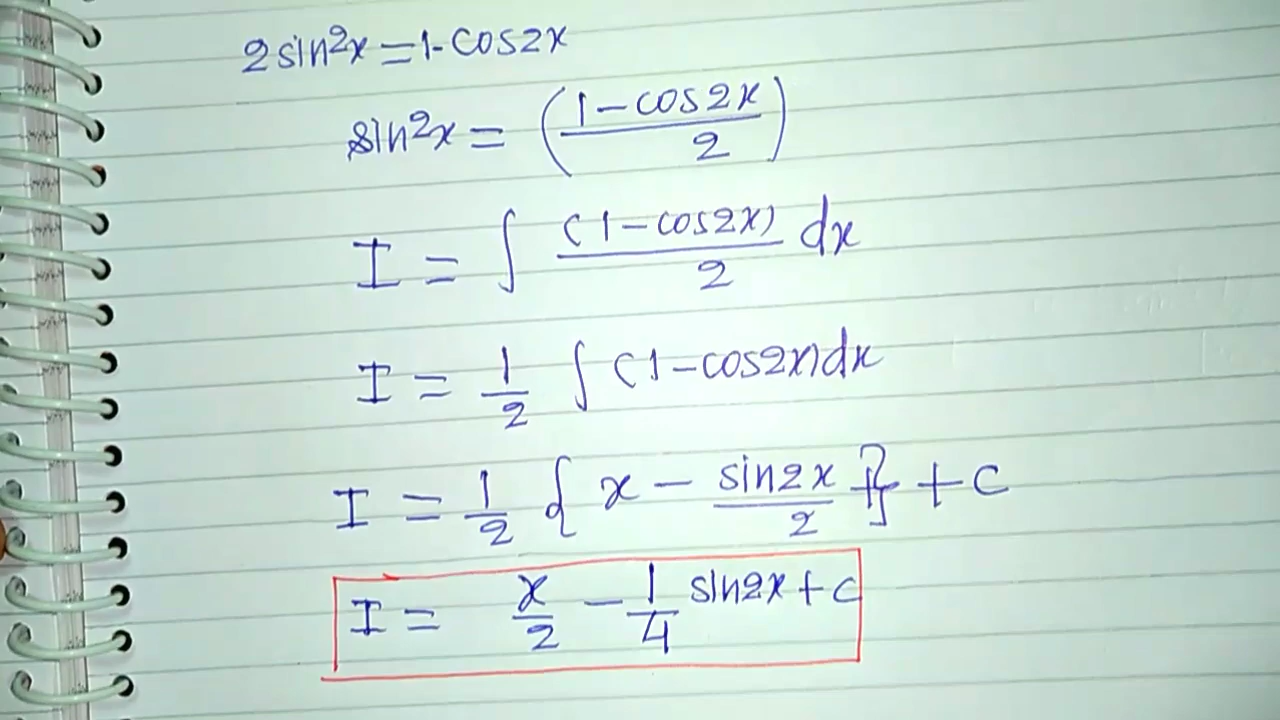 2sin²x=1-cos2x
sin²x = ((1-cos2x)/2)
I = ∫ (1-cos2x)/2 dx
I = 1/2 ∫ (1-cos2x)dx
I = 1/2 { x - sin2x/2 } + c
I = x/2 - 1/4 sin2x + c